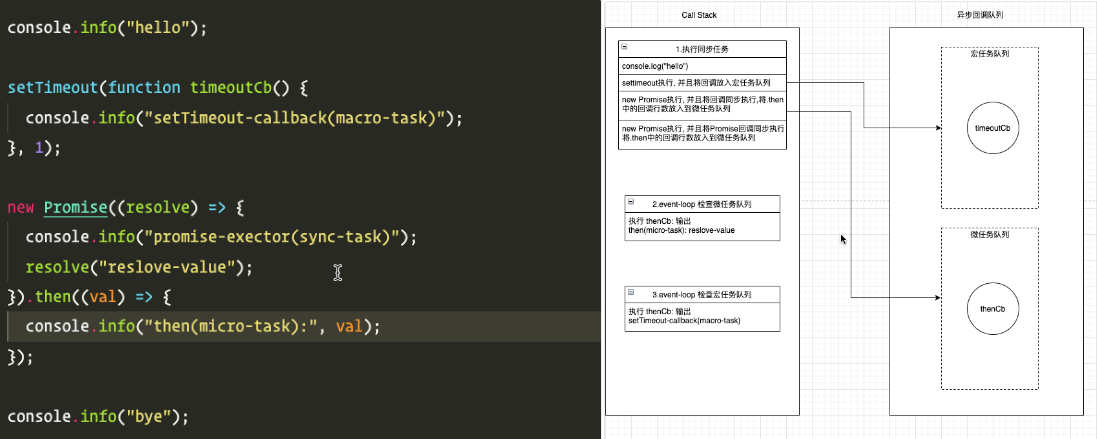 console.info("hello");
setTimeout(function timeoutCb() {
console.info("setTimeout-callback(macro-task)");
}, 1);
new Promise((resolve) => {
console.info("promise-exector(sync-task)");
resolve("reslove-value");
}).then((val) => {
console.info("then(micro-task):", val);
});
console.info("bye");
Call Stack
1.执行同步任务
console.log("hello")
settimeout执行, 并且将回调放入宏任务队列
new Promise执行, 并且将回调同步执行,将.then
中的回调行数放入到微任务队列
new Promise执行, 并且将Promise回调同步执行
将.then中的回调行数放入到微任务队列
2.event-loop 检查微任务队列
执行 thenCb: 输出
then(micro-task): reslove-value
3.event-loop 检查宏任务队列
执行 thenCb: 输出
setTimeout-callback(macro-task)
异步回调队列
宏任务队列
timeoutCb
微任务队列
thenCb